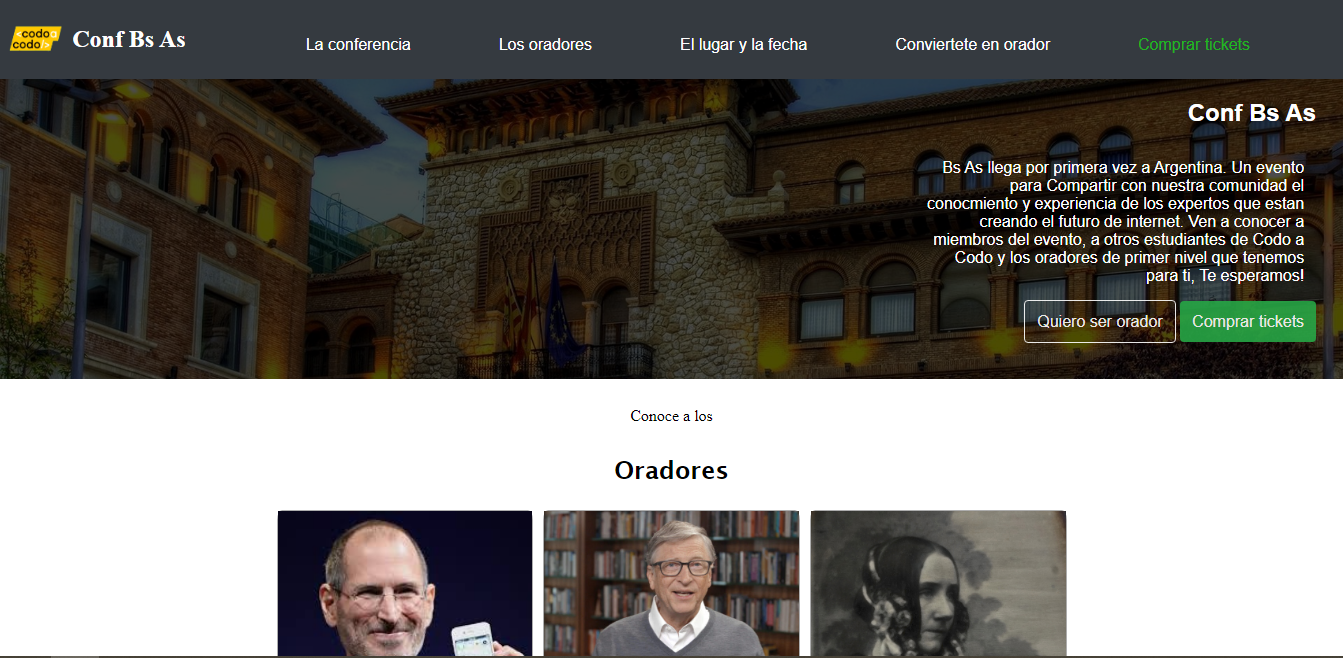 codo a
codo />
Conf Bs As
La conferencia
Los oradores
El lugar y la fecha
Conviertete en orador
Comprar tickets
Conf Bs As
Bs As llega por primera vez a Argentina. Un evento
para Compartir con nuestra comunidad el
conocmiento y experiencia de los expertos que estan
creando el futuro de internet. Ven a conocer a
miembros del evento, a otros estudiantes de Codo a
Codo y los oradores de primer nivel que tenemos
para ti, Te esperamos!
Quiero ser orador
Comprar tickets
Conoce a los
Oradores